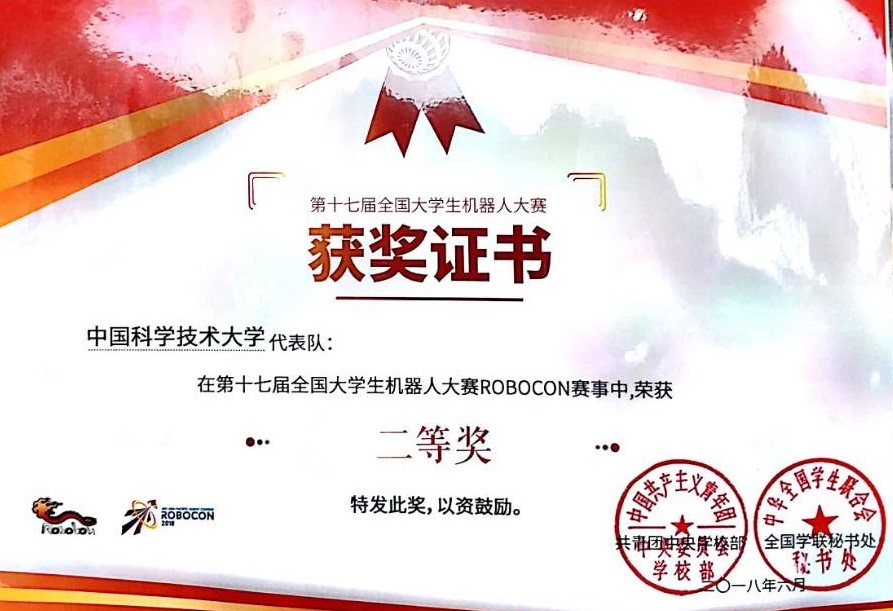 第十七届全国大学生机器人大赛
获奖证书
中国科学技术大学 代表队：
在第十七届全国大学生机器人大赛ROBOCON赛事中,荣获
二等奖
特发此奖,以资鼓励。
Robocon
ROBOCON
2018
中国共产主义青年团
中央委员会
学校部
共青团中央学校部
中华全国学生联合会
秘书处
全国学联秘书处
二〇一八年六月